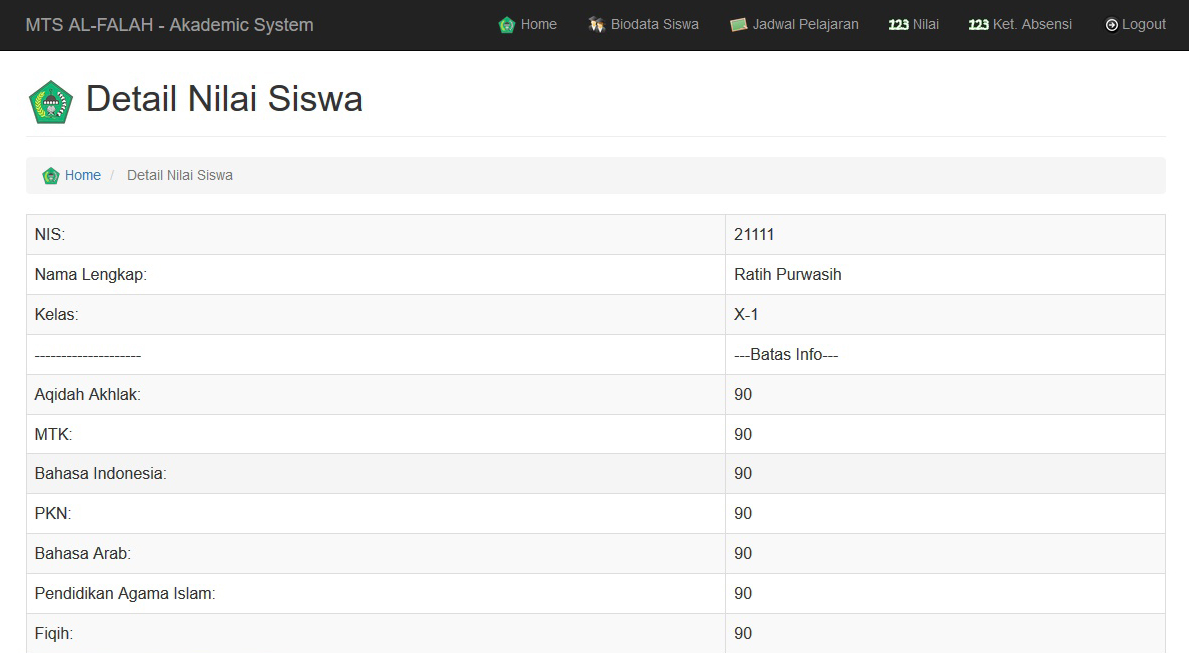 MTS AL-FALAH - Akademic System Home Biodata Siswa Jadwal Pelajaran 123 Nilai 123 Ket. Absensi Logout
Detail Nilai Siswa
Home / Detail Nilai Siswa
NIS: 21111
Nama Lengkap: Ratih Purwasih
Kelas: X-1
-------------------- ---Batas Info---
Aqidah Akhlak: 90
MTK: 90
Bahasa Indonesia: 90
PKN: 90
Bahasa Arab: 90
Pendidikan Agama Islam: 90
Fiqih: 90